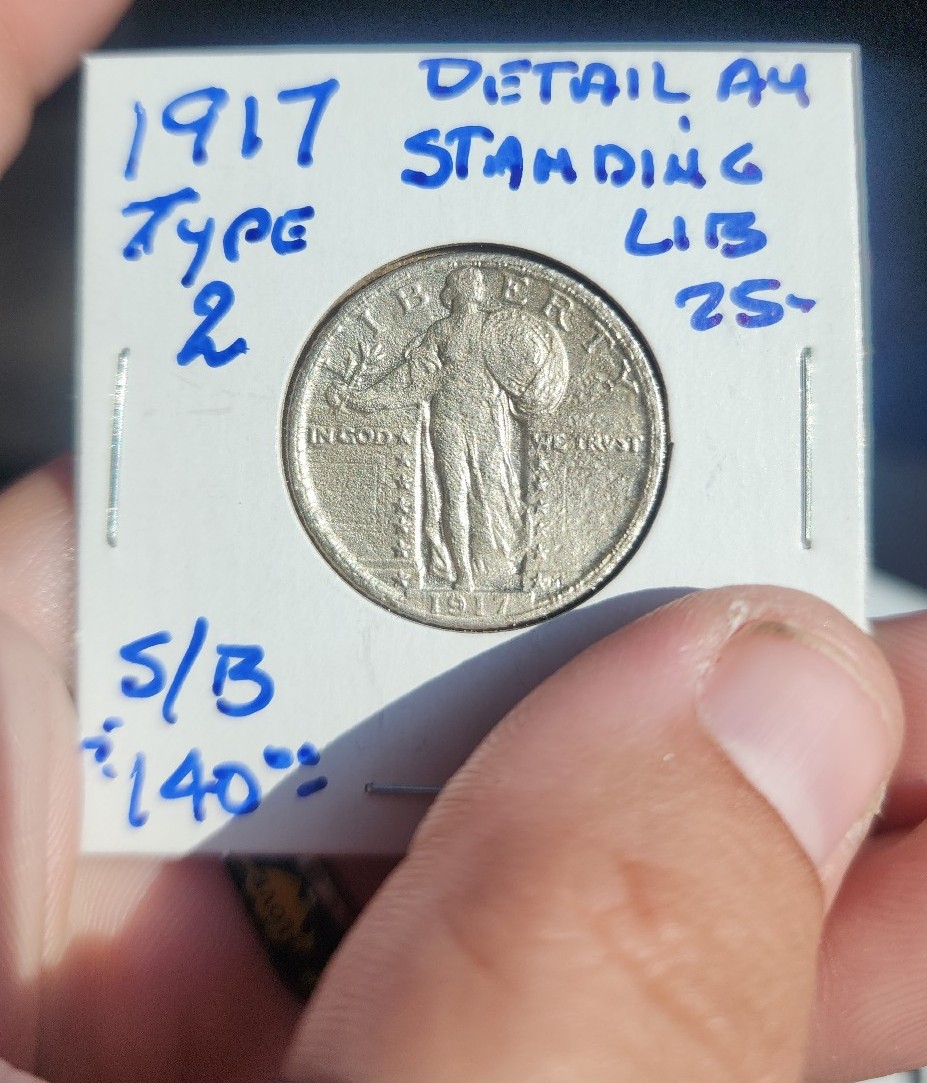 1917
TYPE
2
DETAIL AU
STANDING
LIB
25-
LIBERTY
IN GOD WE TRUST
1917
S/B
$140⁰⁰